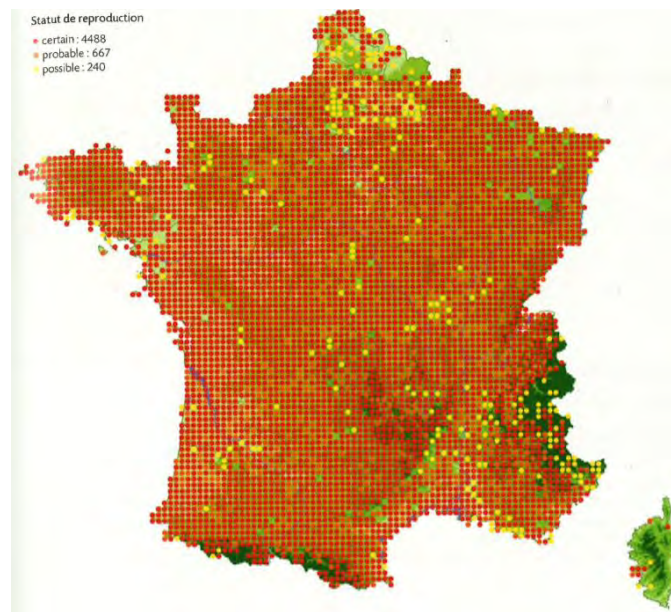 Statut de reproduction
certain : 4488
probable : 667
possible : 240